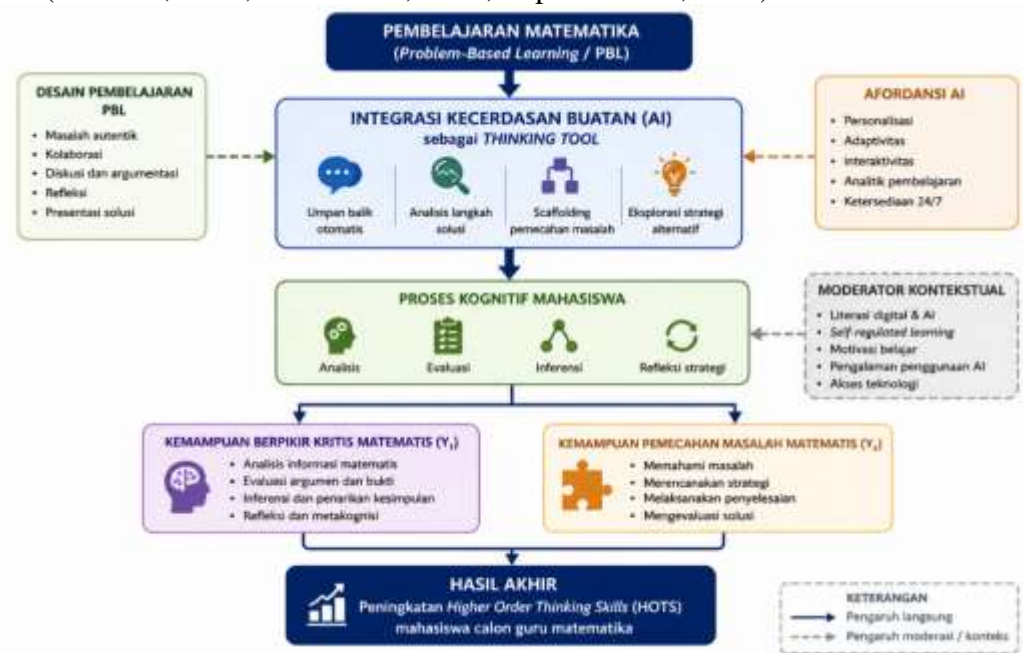 PEMBELAJARAN MATEMATIKA
(Problem-Based Learning / PBL)
DESAIN PEMBELAJARAN
PBL
• Masalah autentik
• Kolaborasi
• Diskusi dan argumentasi
• Refleksi
• Presentasi solusi
INTEGRASI KECERDASAN BUATAN (AI)
sebagai THINKING TOOL
Umpan balik
otomatis
Analisis langkah
solusi
Scaffolding
pemecahan masalah
Eksplorasi strategi
alternatif
AFORDANSI AI
• Personalisasi
• Adaptivitas
• Interaktivitas
• Analitik pembelajaran
• Ketersediaan 24/7
PROSES KOGNITIF MAHASISWA
Analisis
Evaluasi
Inferensi
Refleksi strategi
MODERATOR KONTEKSTUAL
• Literasi digital & AI
• Self regulated learning
• Motivasi belajar
• Pengalaman penggunaan AI
• Akses teknologi
KEMAMPUAN BERPIKIR KRITIS MATEMATIS (Y₁)
• Analisis informasi matematis
• Evaluasi argumen dan bukti
• Inferensi dan penarikan kesimpulan
• Refleksi dan metakognisi
KEMAMPUAN PEMECAHAN MASALAH MATEMATIS (Y₂)
• Memahami masalah
• Merencanakan strategi
• Melaksanakan penyelesaian
• Mengevaluasi solusi
HASIL AKHIR
Peningkatan Higher Order Thinking Skills (HOTS)
mahasiswa calon guru matematika
KETERANGAN
Pengaruh langsung
Pengaruh moderasi / konteks